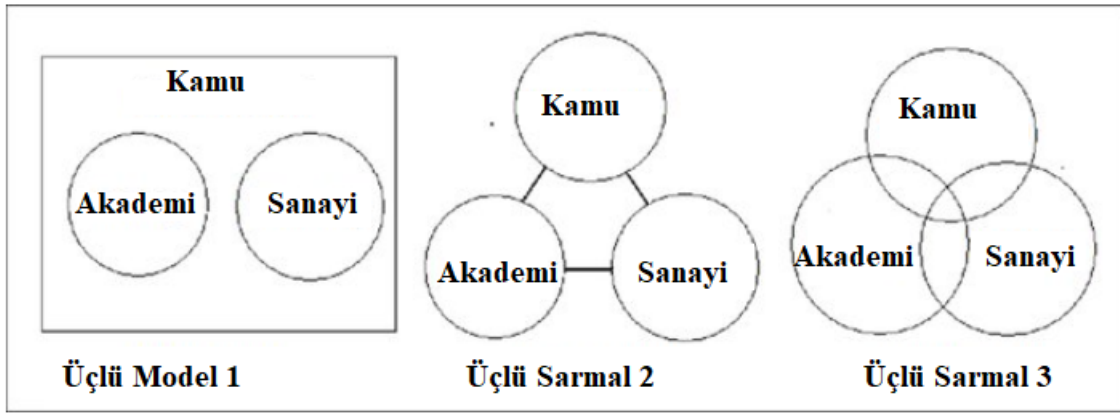 Kamu
Akademi
Sanayi
Üçlü Model 1
Kamu
Akademi
Sanayi
Üçlü Sarmal 2
Kamu
Akademi
Sanayi
Üçlü Sarmal 3